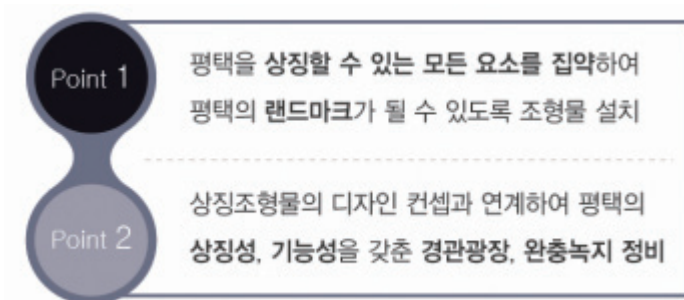 Point 1
평택을 상징할 수 있는 모든 요소를 집약하여
평택의 랜드마크가 될 수 있도록 조형물 설치
Point 2
상징조형물의 디자인 컨셉과 연계하여 평택의
상징성, 기능성을 갖춘 경관광장, 완충녹지 정비